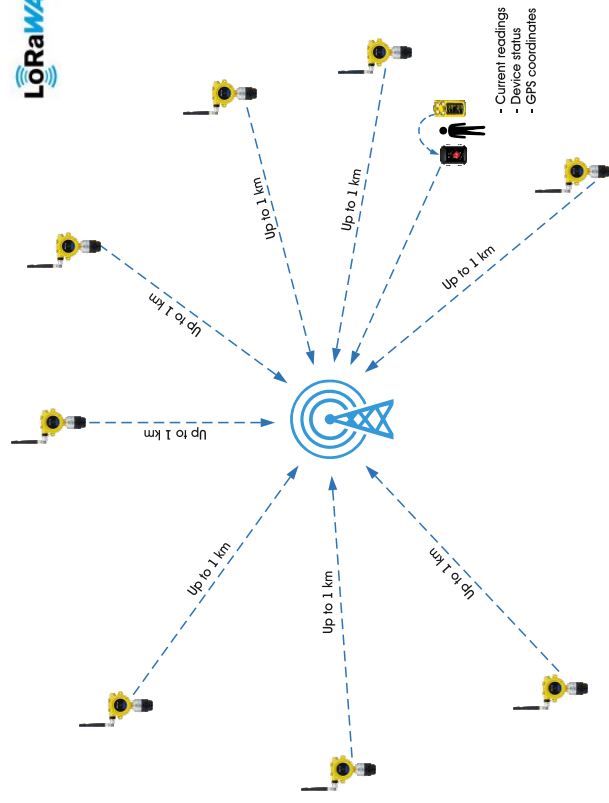 LoRaWA
Up to 1 km
Up to 1 km
Up to 1 km
- Current readings
- Device status
- GPS coordinates
Up to 1 km
Up to 1 km
Up to 1 km
Up to 1 km
Up to 1 km